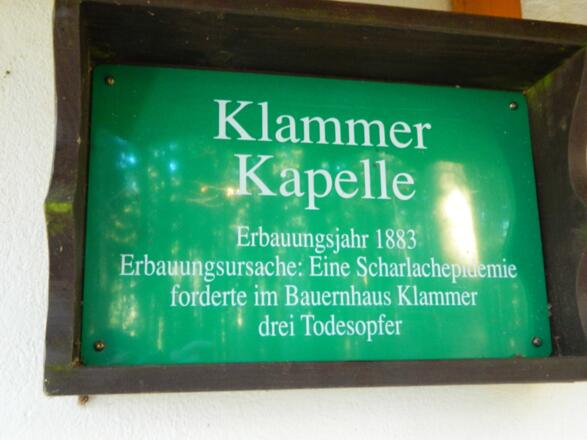 Klammer
Kapelle
Erbauungsjahr 1883
Erbauungsursache: Eine Scharlachepidemie
forderte im Bauernhaus Klammer
drei Todesopfer